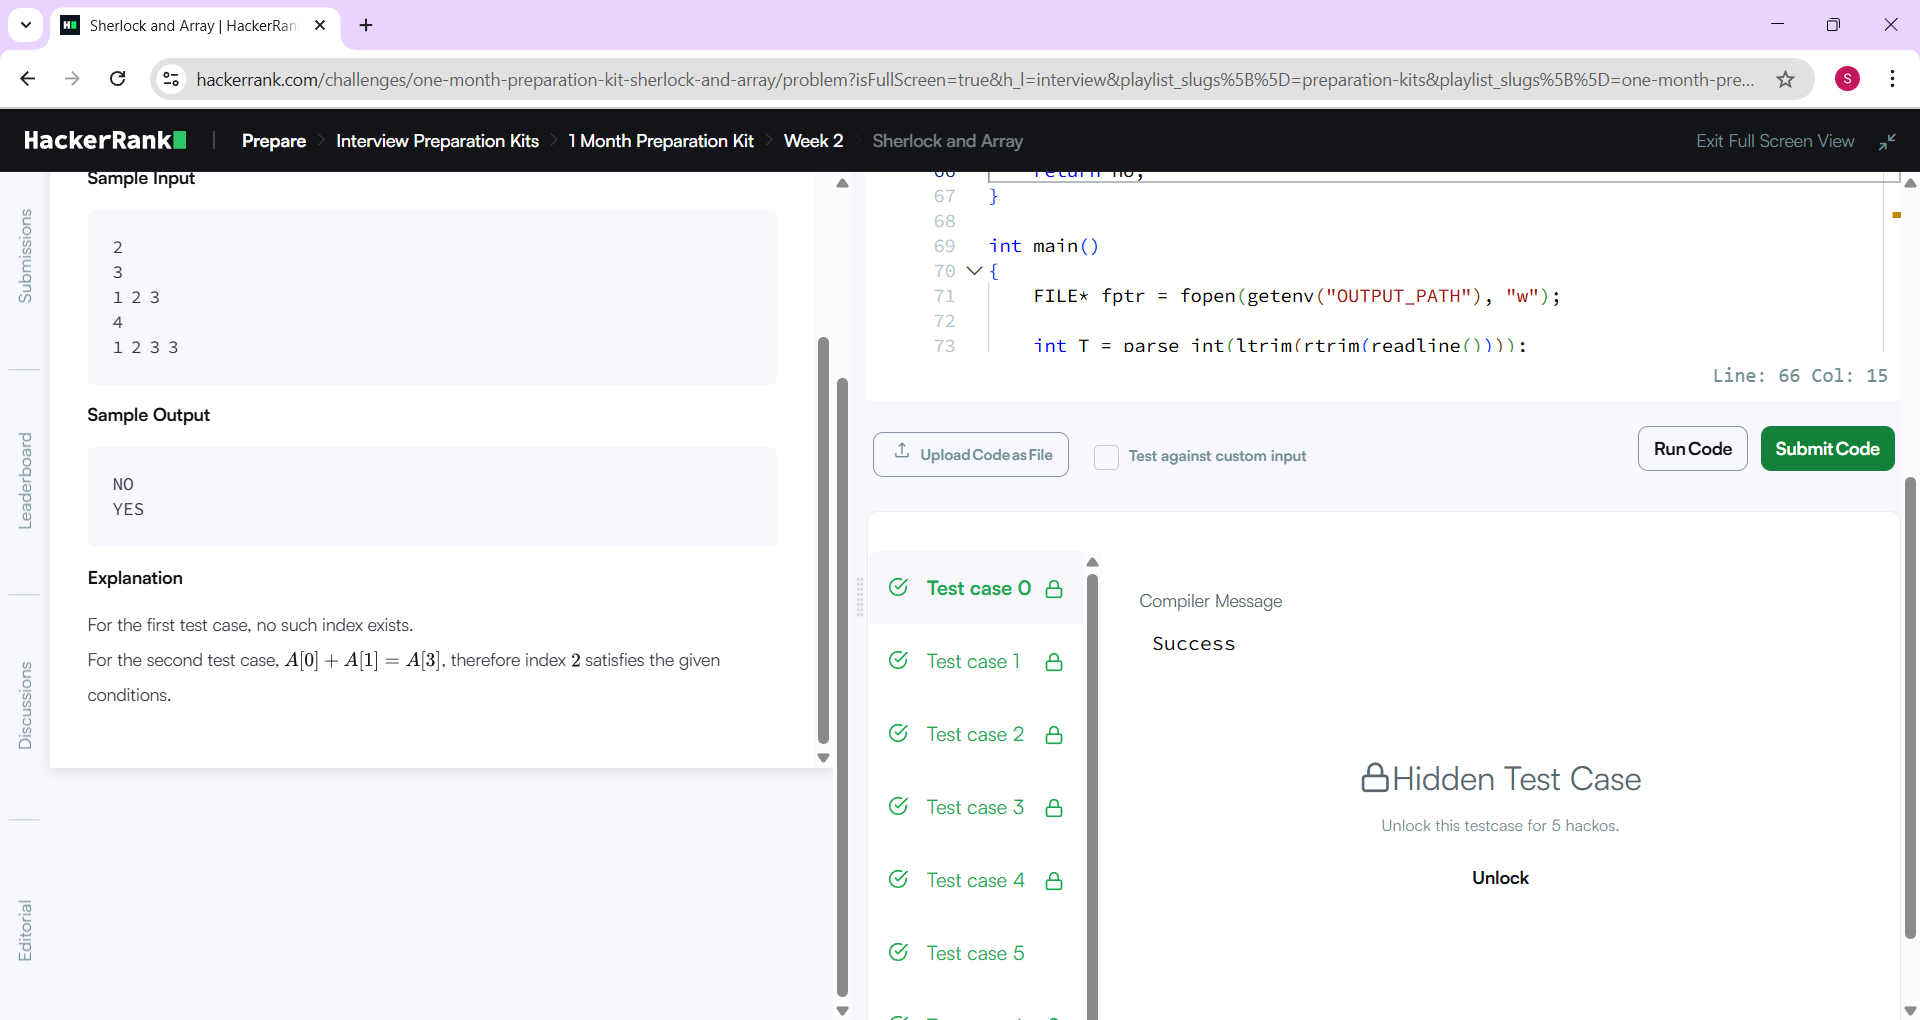 Sherlock and Array | HackerRan
hackerrank.com/challenges/one-month-preparation-kit-sherlock-and-array/problem?isFullScreen=true&h_l=interview&playlist_slugs%5B%5D=preparation-kits&playlist_slugs%5B%5D=one-month-pre...
S
HackerRank
Prepare
Interview Preparation Kits
1 Month Preparation Kit
Week 2
Sherlock and Array
Exit Full Screen View
Submissions
Leaderboard
Discussions
Editorial
Sample Input
2
3
1 2 3
4
1 2 3 3
Sample Output
NO
YES
Explanation
For the first test case, no such index exists.
For the second test case, A[0] + A[1] = A[3], therefore index 2 satisfies the given
conditions.
66 return no;
67 }
68
69 int main()
70 {
71 FILE* fptr = fopen(getenv("OUTPUT_PATH"), "w");
72
73 int T = parse_int(ltrim(rtrim(readline())));
Line: 66 Col: 15
Upload Code as File
Test against custom input
Run Code
Submit Code
Test case 0
Test case 1
Test case 2
Test case 3
Test case 4
Test case 5
Compiler Message
Success
Hidden Test Case
Unlock this testcase for 5 hackos.
Unlock